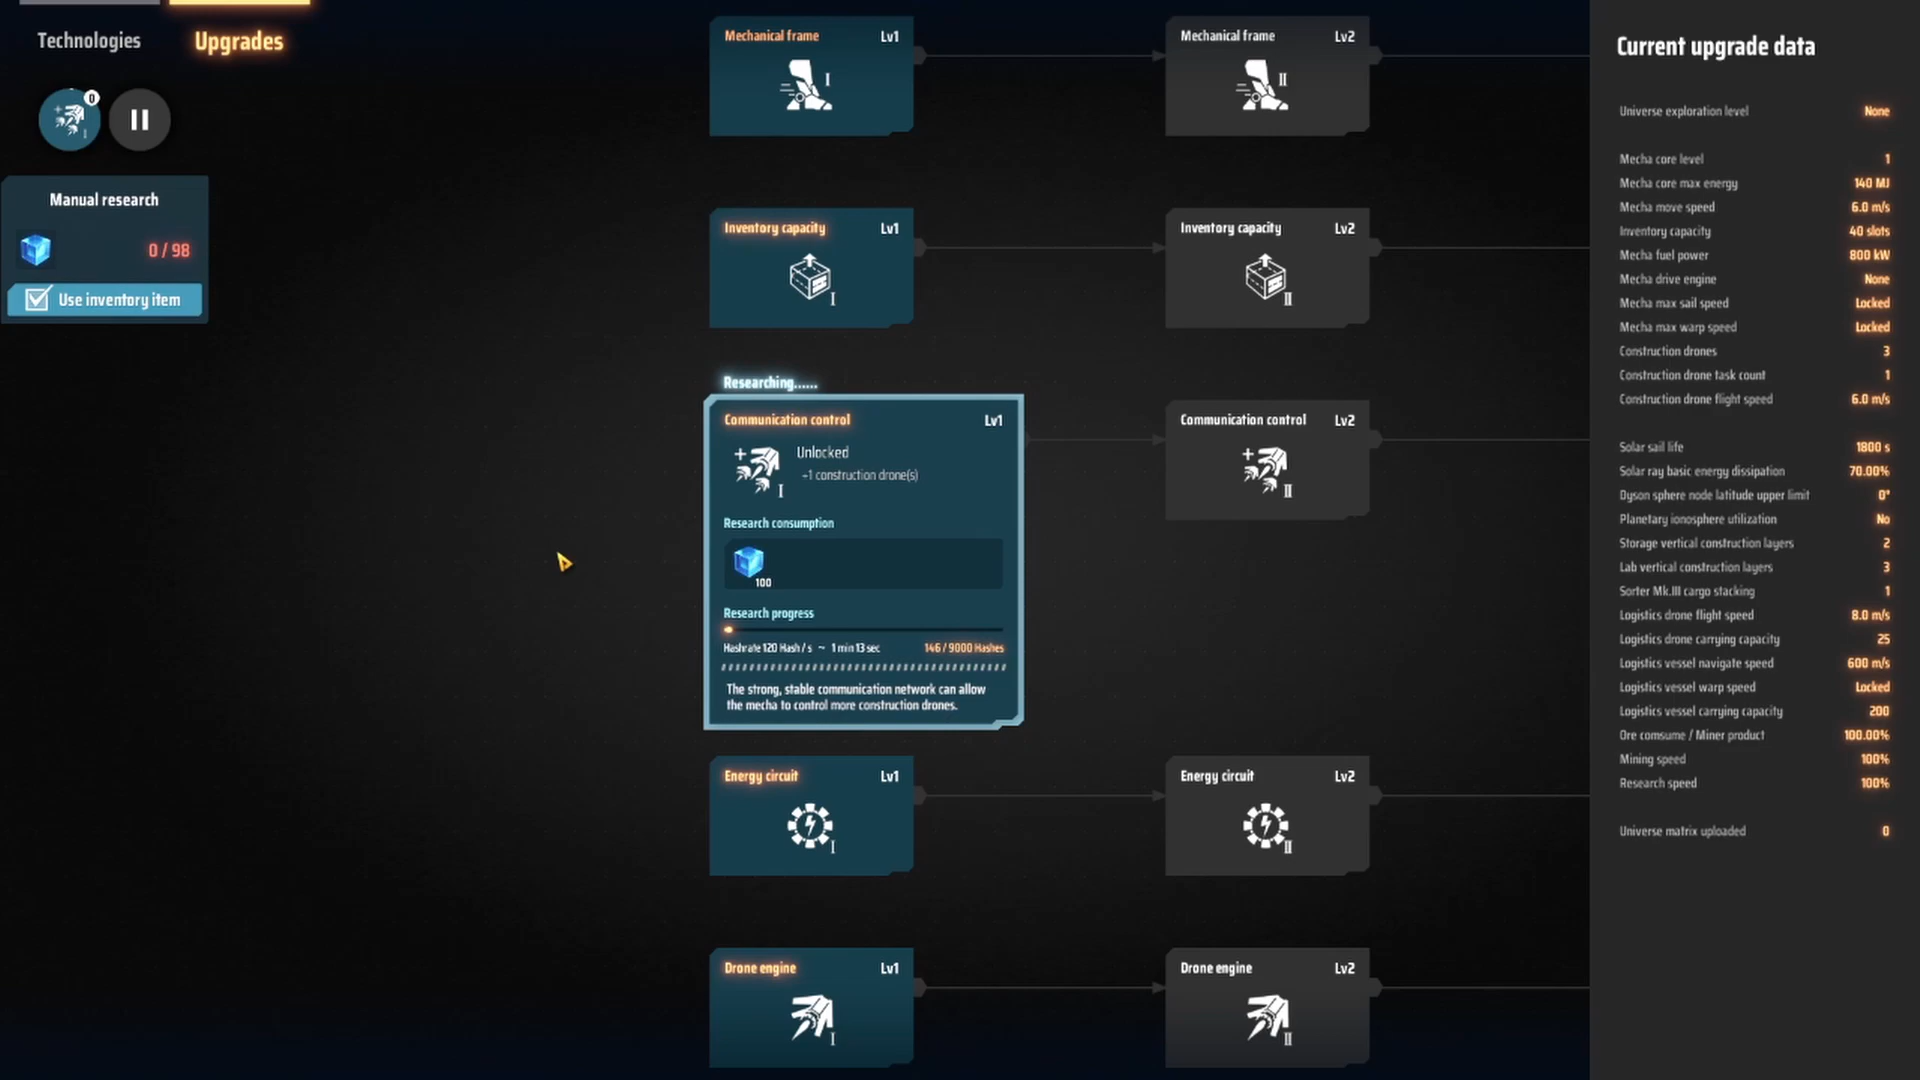 Technologies
Upgrades
0
I
Manual research
0 / 98
Use inventory item
Mechanical frame Lv1
I
Mechanical frame Lv2
II
Inventory capacity Lv1
I
Inventory capacity Lv2
II
Researching......
Communication control Lv1
Unlocked
+1 construction drone(s)
I
Research consumption
100
Research progress
Hashrate 120 Hash / s ~ 1 min 13 sec 146 / 9000 Hashes
The strong, stable communication network can allow
the mecha to control more construction drones.
Communication control Lv2
II
Energy circuit Lv1
I
Energy circuit Lv2
II
Drone engine Lv1
I
Drone engine Lv2
II
Current upgrade data
Universe exploration level None
Mecha core level 1
Mecha core max energy 140 MJ
Mecha move speed 6.0 m/s
Inventory capacity 40 slots
Mecha fuel power 800 kW
Mecha drive engine None
Mecha max sail speed Locked
Mecha max warp speed Locked
Construction drones 3
Construction drone task count 1
Construction drone flight speed 6.0 m/s
Solar sail life 1800 s
Solar ray basic energy dissipation 70.00%
Dyson sphere node latitude upper limit 0°
Planetary ionosphere utilization No
Storage vertical construction layers 2
Lab vertical construction layers 3
Sorter Mk.III cargo stacking 1
Logistics drone flight speed 8.0 m/s
Logistics drone carrying capacity 25
Logistics vessel navigate speed 600 m/s
Logistics vessel warp speed Locked
Logistics vessel carrying capacity 200
Ore comsume / Miner product 100.00%
Mining speed 100%
Research speed 100%
Universe matrix uploaded 0